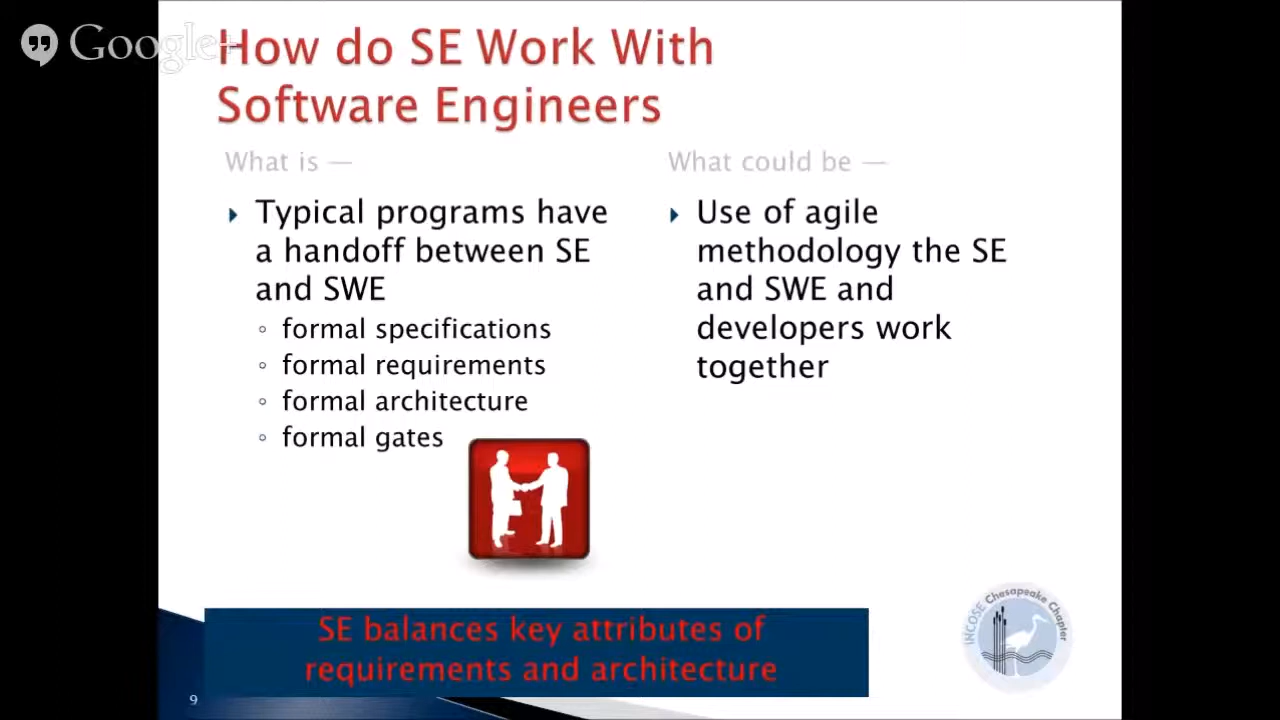 Google+
How do SE Work With
Software Engineers
What is —
Typical programs have
a handoff between SE
and SWE
formal specifications
formal requirements
formal architecture
formal gates
What could be —
Use of agile
methodology the SE
and SWE and
developers work
together
SE balances key attributes of
requirements and architecture
INCOSE Chesapeake Chapter
9